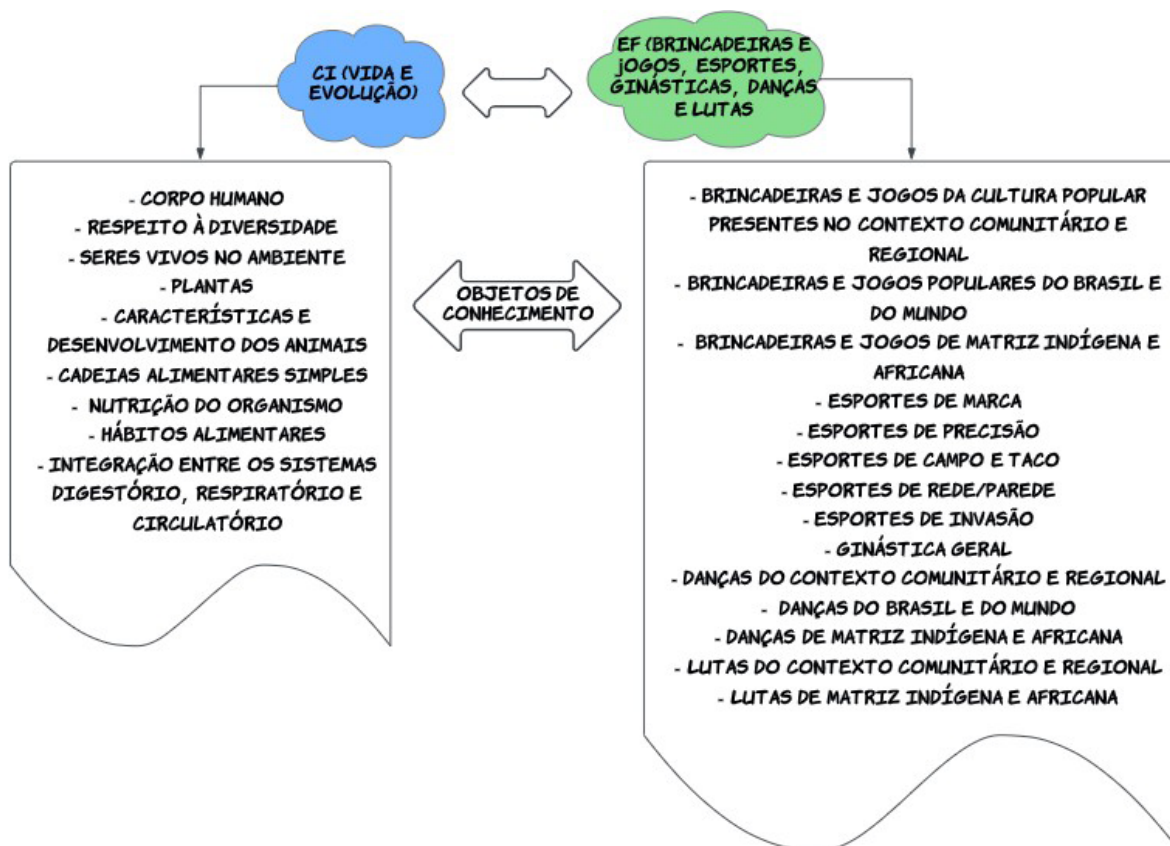 CI (VIDA E
EVOLUÇÃO)
EF (BRINCADEIRAS E
JOGOS, ESPORTES,
GINÁSTICAS, DANÇAS
E LUTAS
- CORPO HUMANO
- RESPEITO À DIVERSIDADE
- SERES VIVOS NO AMBIENTE
- PLANTAS
- CARACTERÍSTICAS E
DESENVOLVIMENTO DOS ANIMAIS
- CADEIAS ALIMENTARES SIMPLES
- NUTRIÇÃO DO ORGANISMO
- HÁBITOS ALIMENTARES
- INTEGRAÇÃO ENTRE OS SISTEMAS
DIGESTÓRIO, RESPIRATÓRIO E
CIRCULATÓRIO
OBJETOS DE
CONHECIMENTO
- BRINCADEIRAS E JOGOS DA CULTURA POPULAR
PRESENTES NO CONTEXTO COMUNITÁRIO E
REGIONAL
- BRINCADEIRAS E JOGOS POPULARES DO BRASIL E
DO MUNDO
- BRINCADEIRAS E JOGOS DE MATRIZ INDÍGENA E
AFRICANA
- ESPORTES DE MARCA
- ESPORTES DE PRECISÃO
- ESPORTES DE CAMPO E TACO
- ESPORTES DE REDE/PAREDE
- ESPORTES DE INVASÃO
- GINÁSTICA GERAL
- DANÇAS DO CONTEXTO COMUNITÁRIO E REGIONAL
- DANÇAS DO BRASIL E DO MUNDO
- DANÇAS DE MATRIZ INDÍGENA E AFRICANA
- LUTAS DO CONTEXTO COMUNITÁRIO E REGIONAL
- LUTAS DE MATRIZ INDÍGENA E AFRICANA